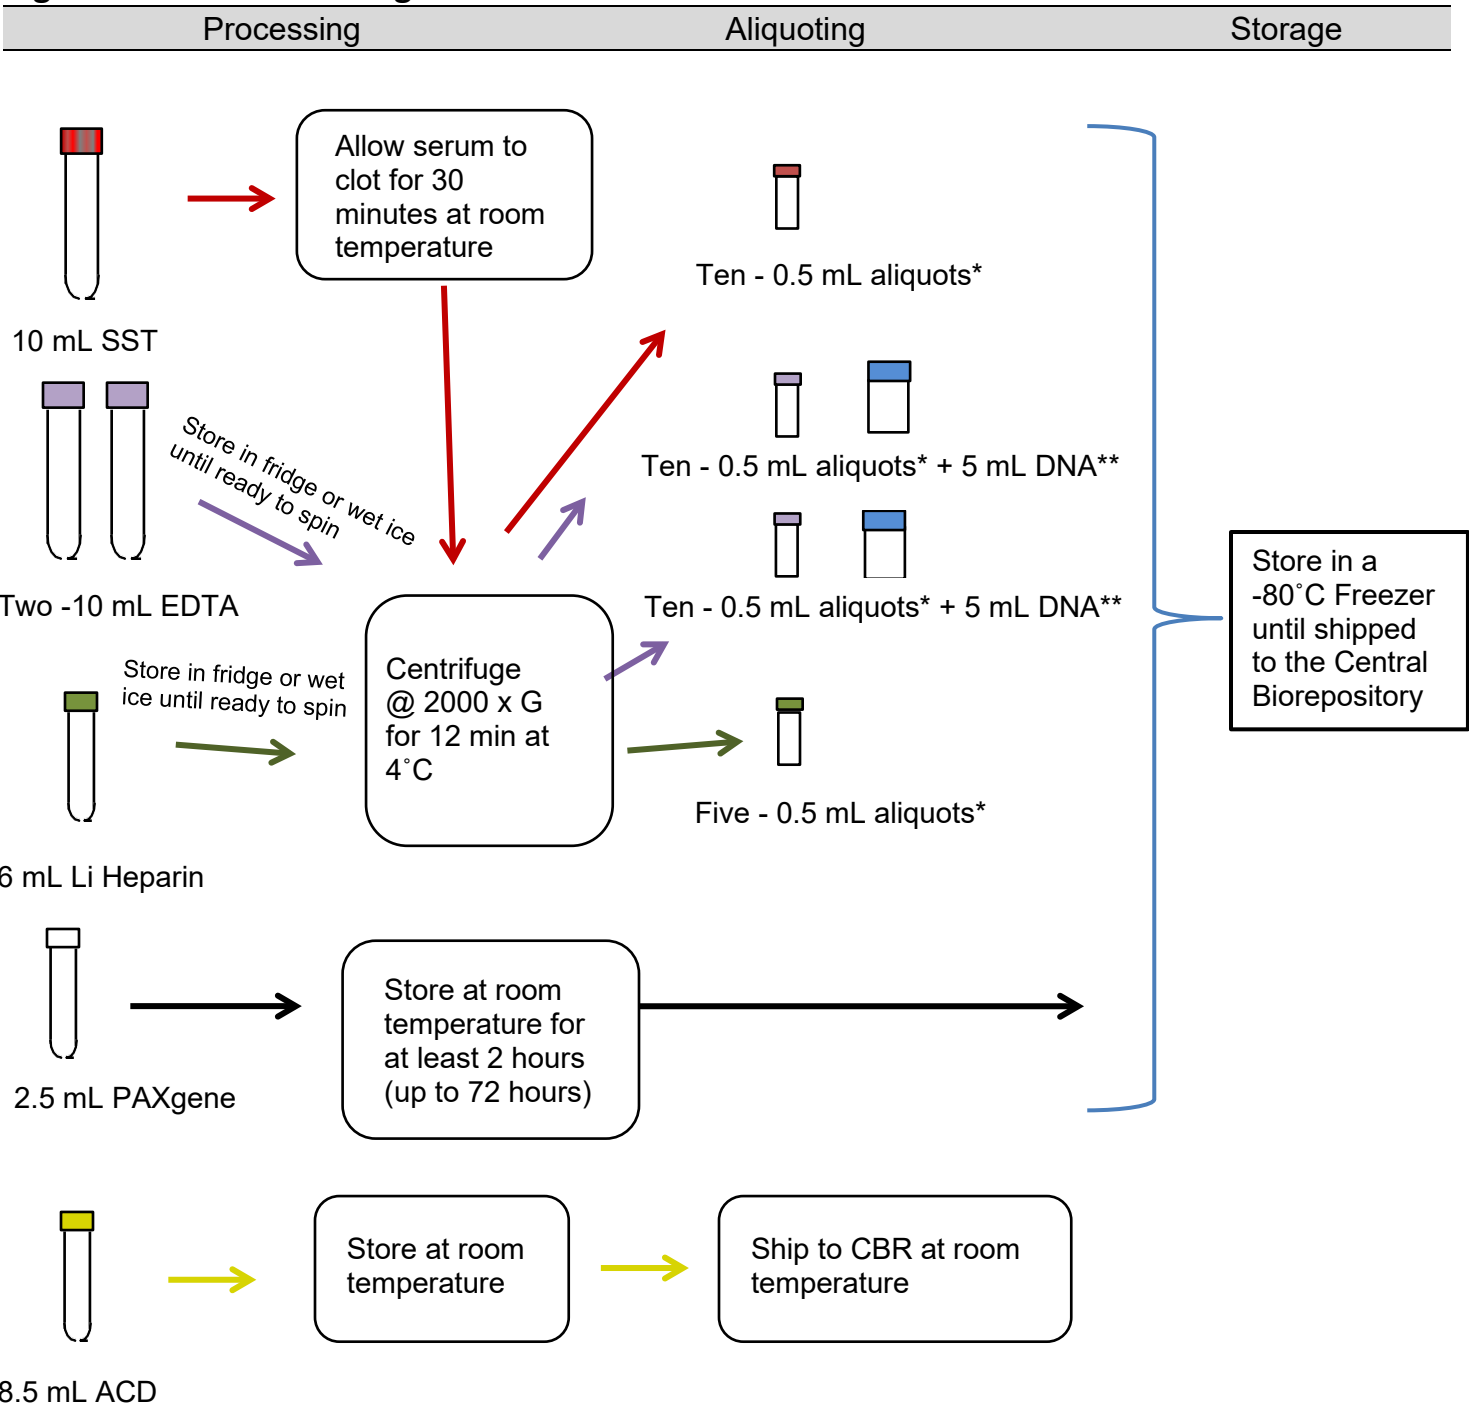 Processing Aliquoting Storage
Allow serum to
clot for 30
minutes at room
temperature
10 mL SST
Ten - 0.5 mL aliquots*
Store in fridge or wet ice
until ready to spin
Two -10 mL EDTA
Ten - 0.5 mL aliquots* + 5 mL DNA**
Ten - 0.5 mL aliquots* + 5 mL DNA**
Store in fridge or wet
ice until ready to spin
6 mL Li Heparin
Centrifuge
@ 2000 x G
for 12 min at
4˚C
Five - 0.5 mL aliquots*
Store in a
-80˚C Freezer
until shipped
to the Central
Biorepository
2.5 mL PAXgene
Store at room
temperature for
at least 2 hours
(up to 72 hours)
8.5 mL ACD
Store at room
temperature
Ship to CBR at room
temperature